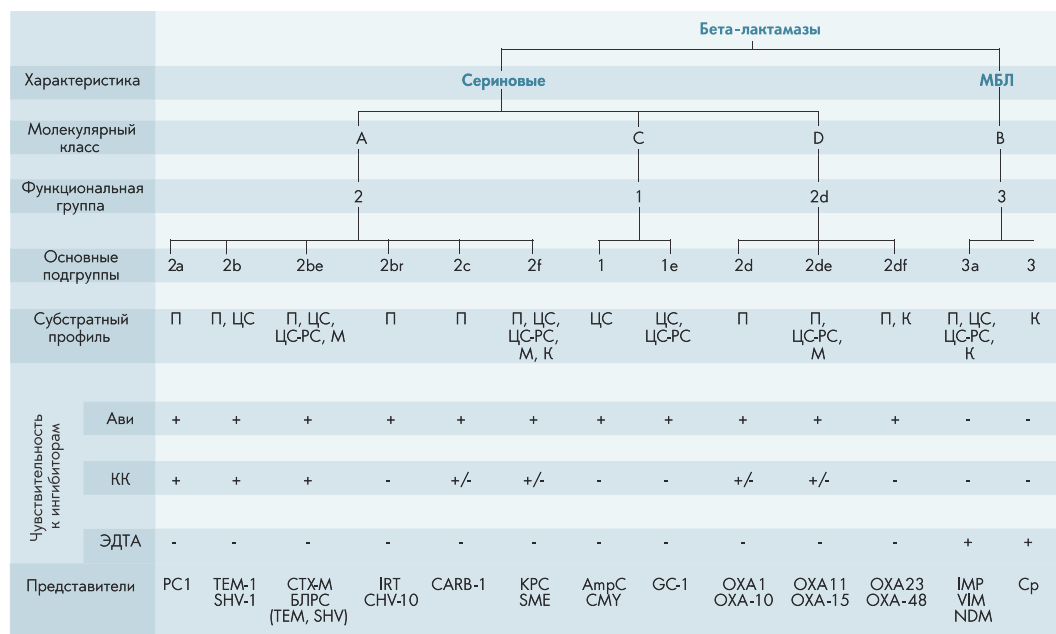 Бета-лактамазы
Характеристика Сериновые МБЛ
Молекулярный
класс A C D B
Функциональная
группа 2 1 2d 3
Основные
подгруппы 2a 2b 2be 2br 2c 2f 1 1e 2d 2de 2df 3a 3
Субстратный П П, ЦС П, ЦС, П П П, ЦС, ЦС ЦС, П П, П, К П, ЦС, К
профиль ЦС-РС, М ЦС-РС, ЦС-РС ЦС-РС, ЦС-РС,
М, К М К
Чувствительность
к ингибиторам
Ави + + + + + + + + + + + - -
КК + + + - +/- +/- - - +/- +/- - - -
ЭДТА - - - - - - - - - - - + +
Представители PC1 TEM-1 CTX-M IRT CARB-1 KPC AmpC GC-1 OXA1 OXA11 OXA23 IMP Cp
SHV-1 БЛРС CHV-10 SME CMY OXA-10 OXA-15 OXA-48 VIM
(TEM, SHV) NDM